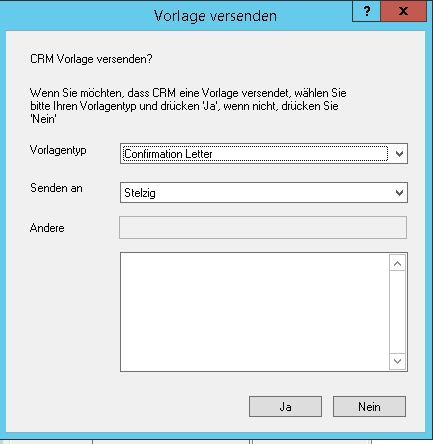 Vorlage versenden
? x
CRM Vorlage versenden?
Wenn Sie möchten, dass CRM eine Vorlage versendet, wählen Sie
bitte Ihren Vorlagentyp und drücken 'Ja', wenn nicht, drücken Sie
'Nein'
Vorlagentyp Confirmation Letter
Senden an Stelzig
Andere
Ja Nein